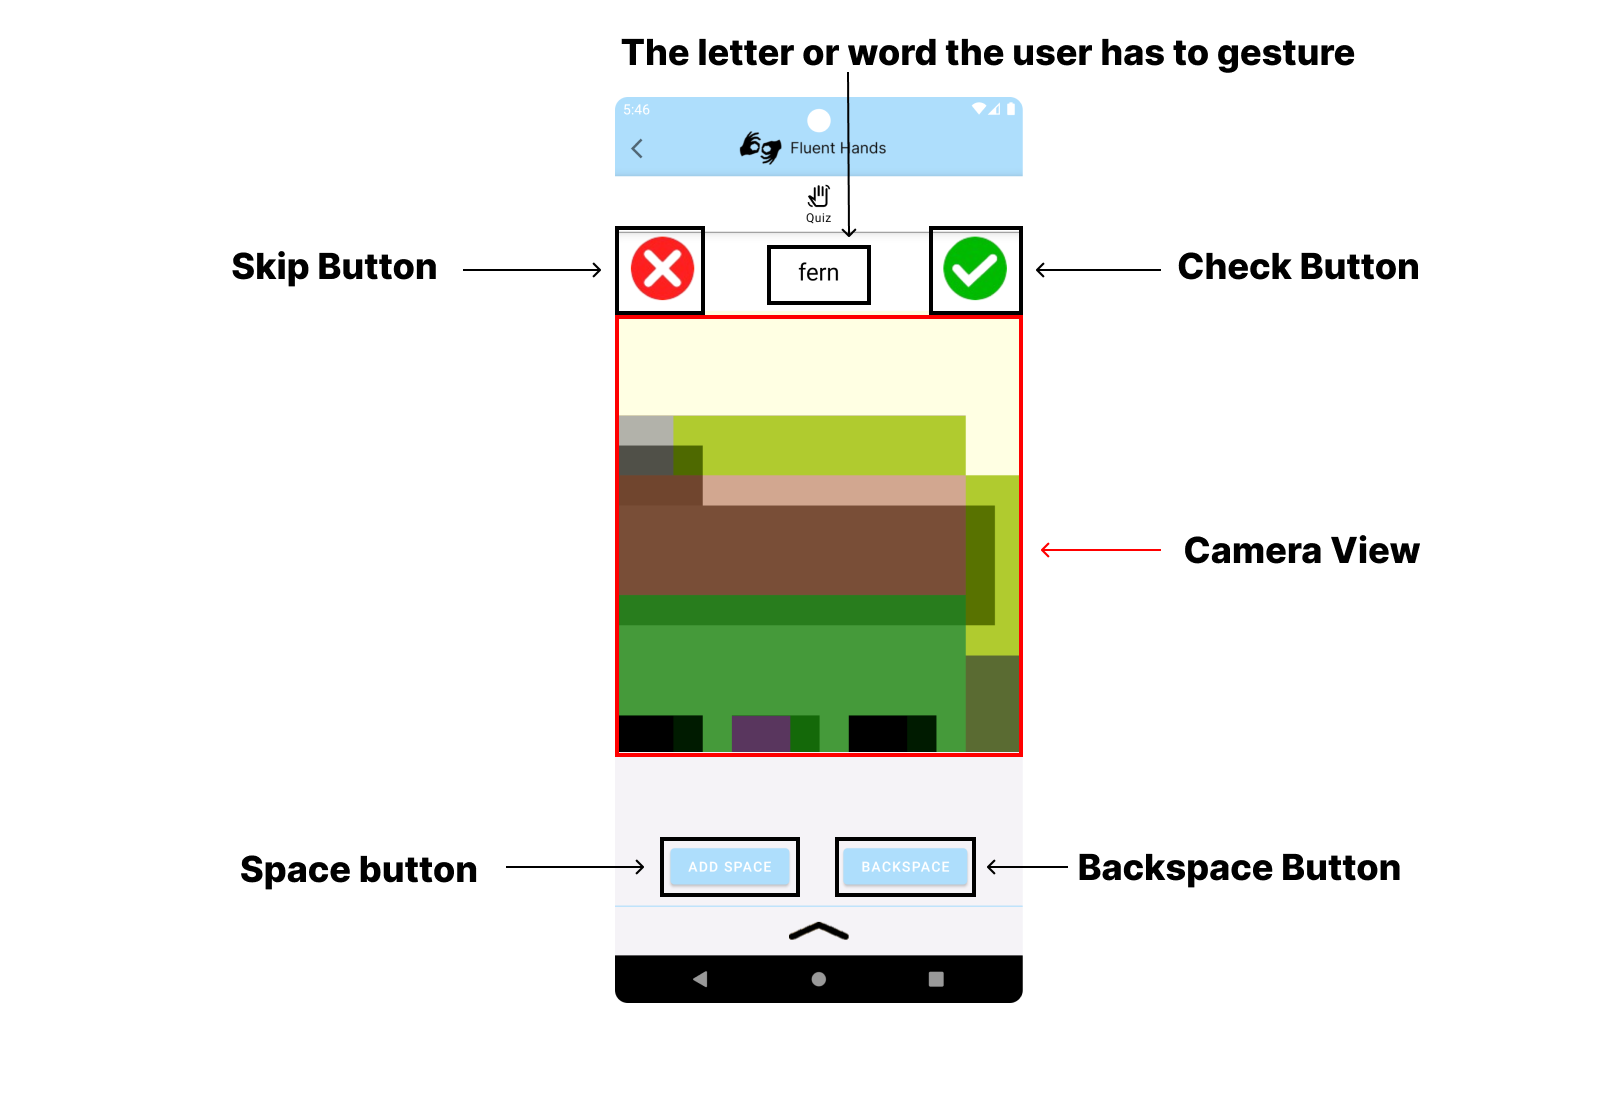 The letter or word the user has to gesture
5:46
Fluent Hands
Quiz
Skip Button
fern
Check Button
Camera View
Space button
ADD SPACE
BACKSPACE
Backspace Button